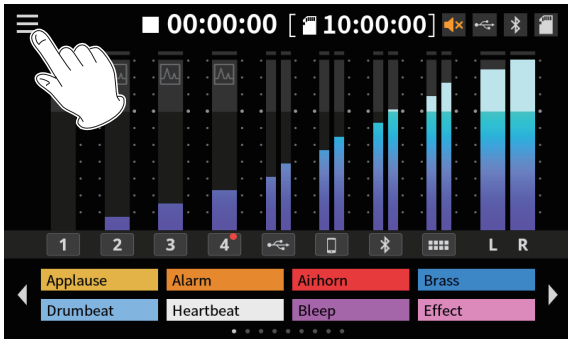 00:00:00 [ 10:00:00]
1 2 3 4 L R
Applause Alarm Airhorn Brass
Drumbeat Heartbeat Bleep Effect